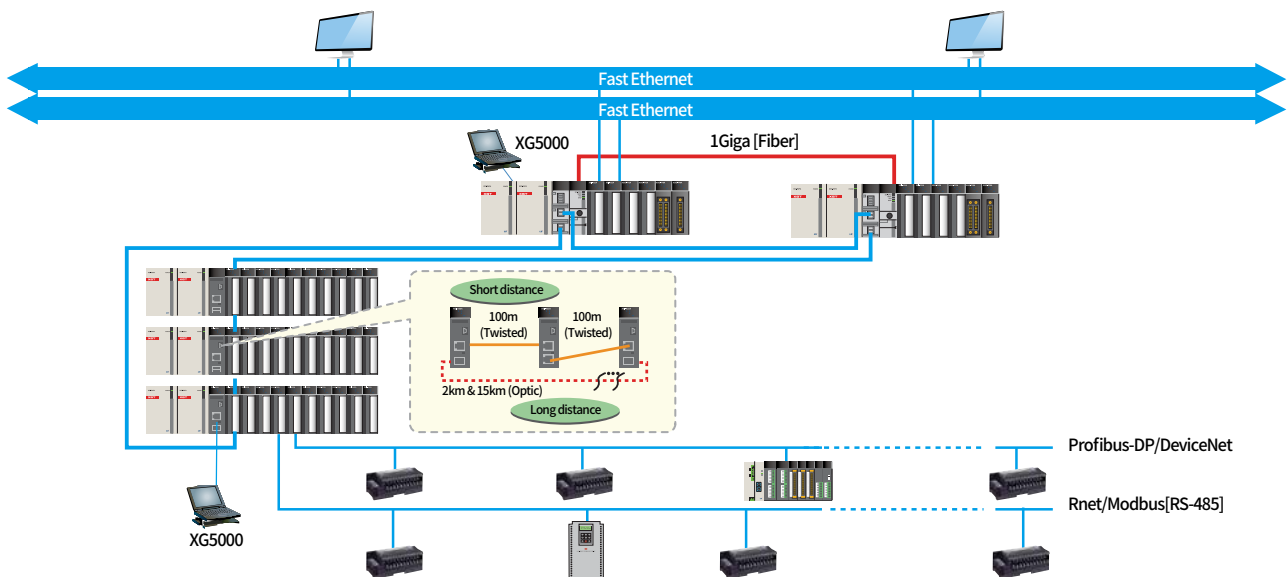 Fast Ethernet
Fast Ethernet
XG5000
1Giga [Fiber]
Short distance
100m
(Twisted)
100m
(Twisted)
2km & 15km (Optic)
Long distance
Profibus-DP/DeviceNet
Rnet/Modbus[RS-485]
XG5000